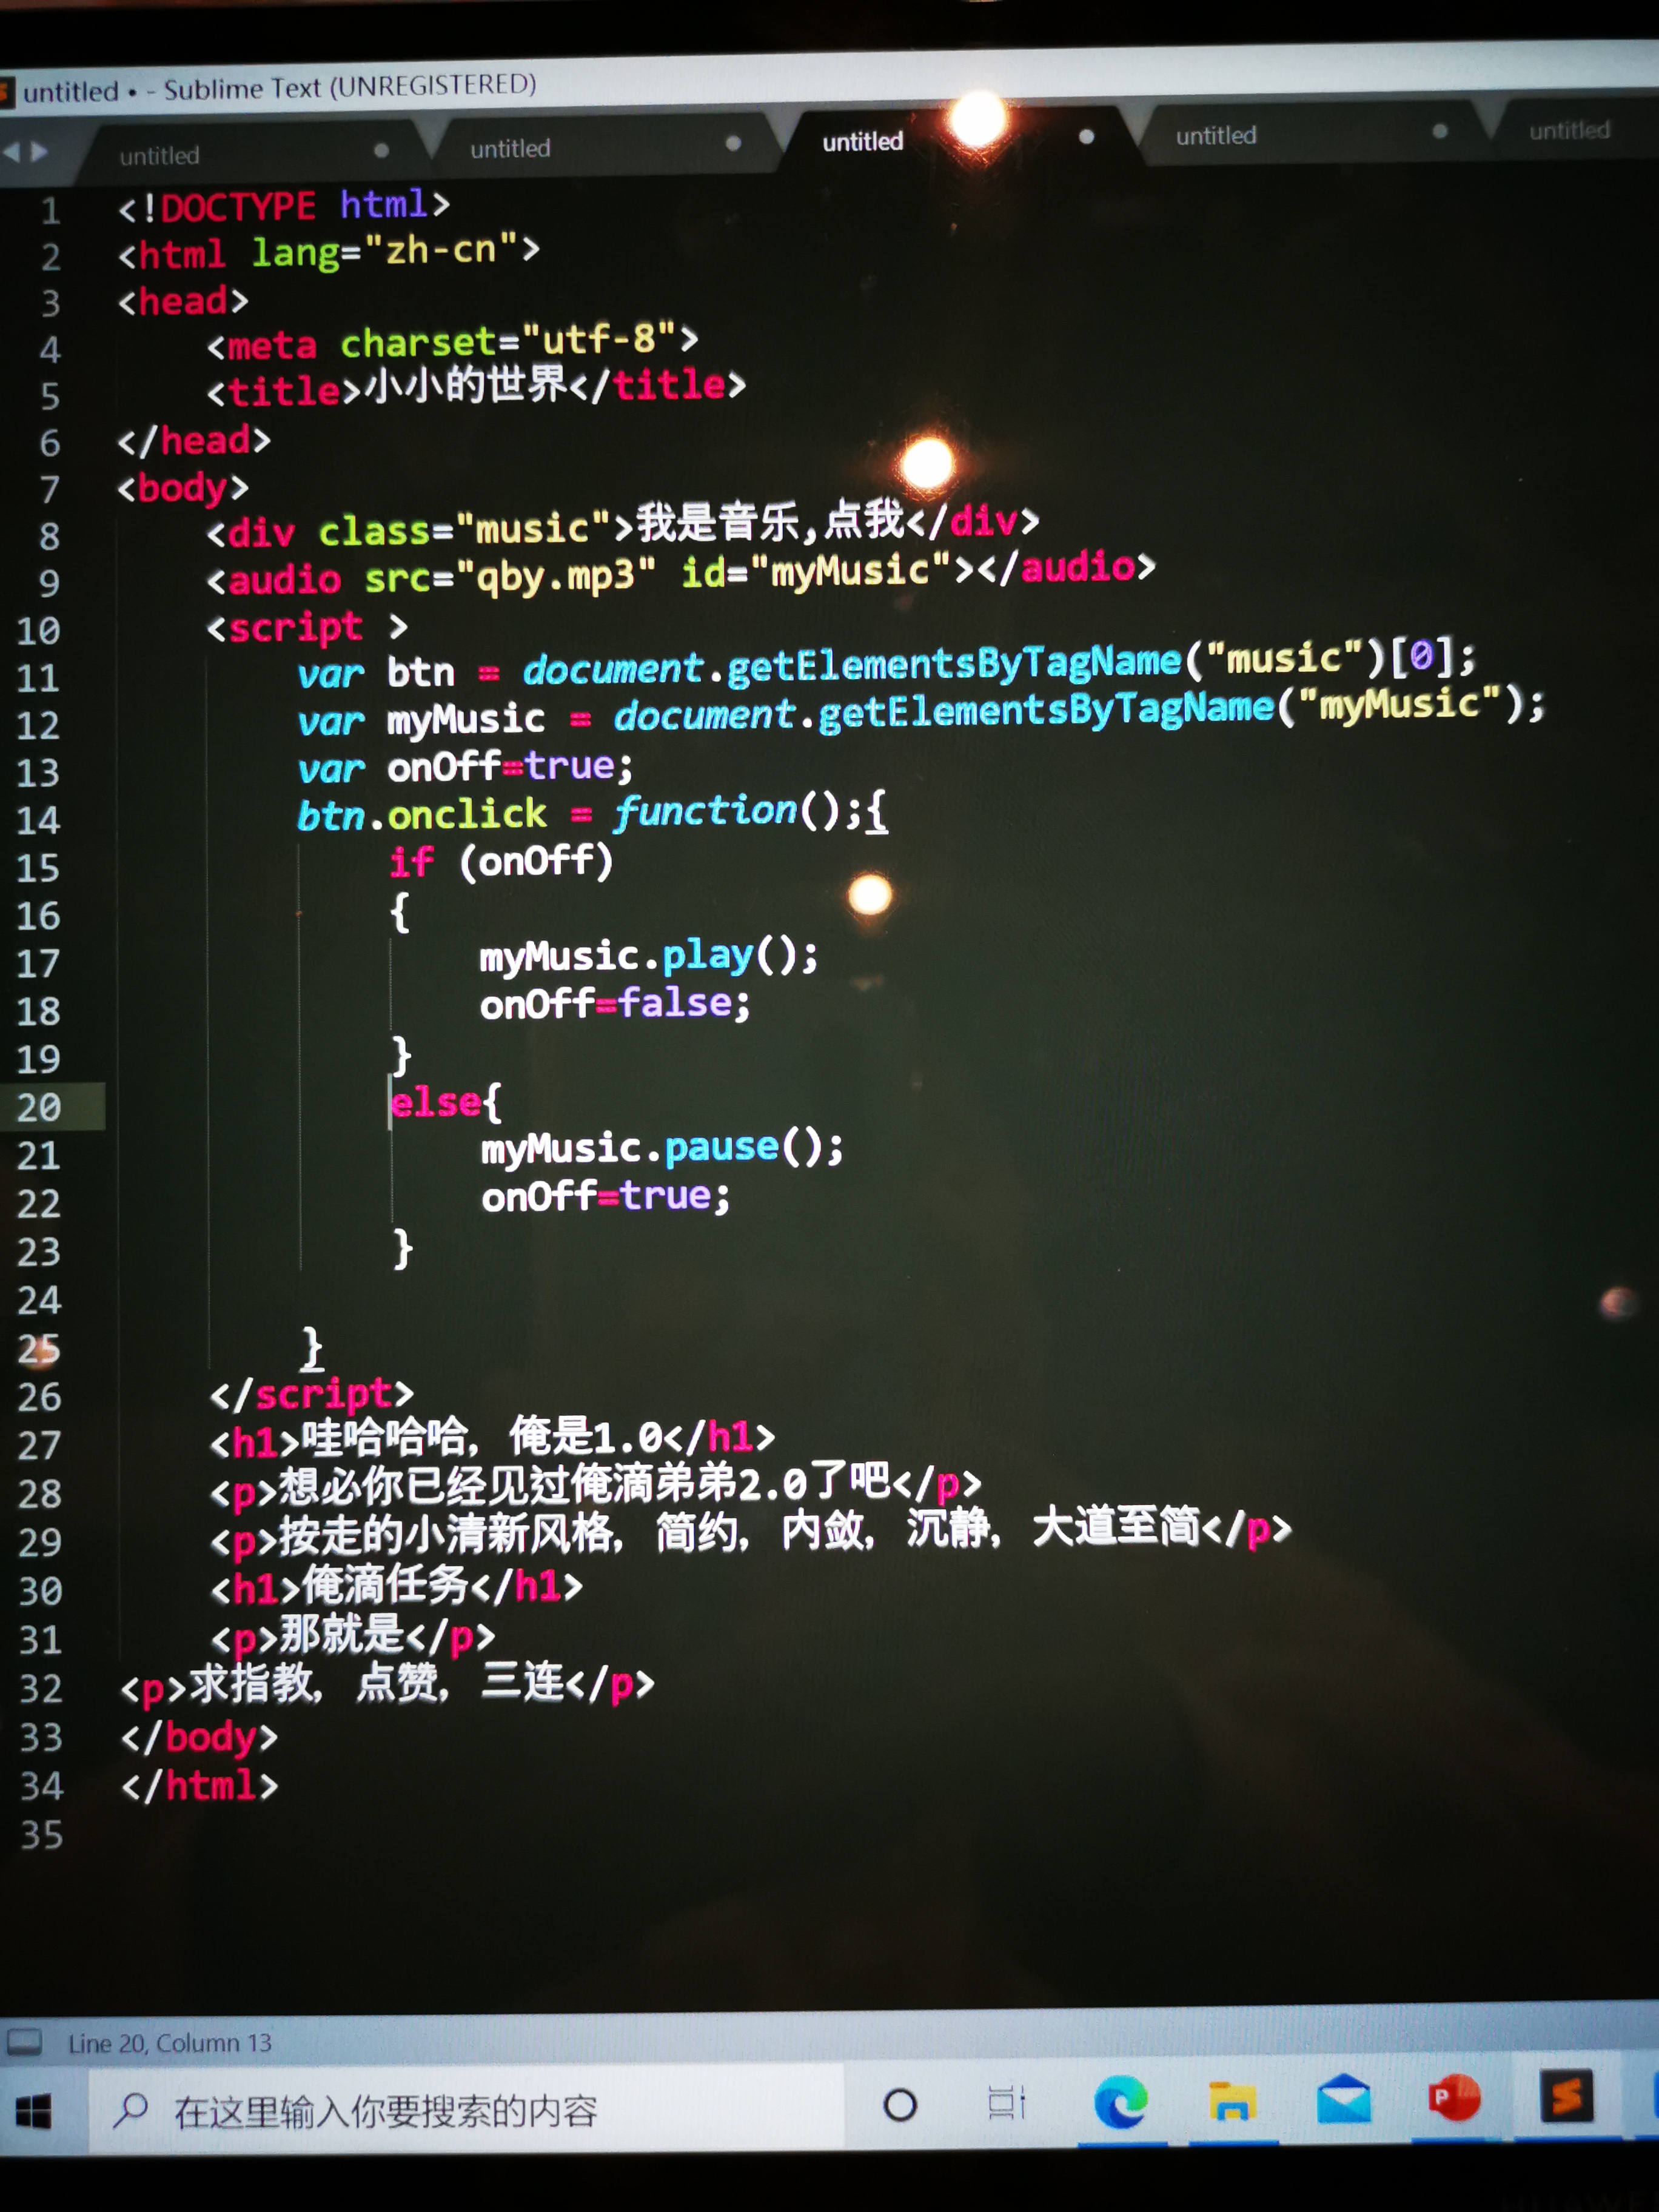 untitled • - Sublime Text (UNREGISTERED)
untitled
untitled
untitled
untitled
untitled
1 <!DOCTYPE html>
2 <html lang="zh-cn">
3 <head>
4 <meta charset="utf-8">
5 <title>小小的世界</title>
6 </head>
7 <body>
8 <div class="music">我是音乐,点我</div>
9 <audio src="qby.mp3" id="myMusic"></audio>
10 <script >
11 var btn = document.getElementsByTagName("music")[0];
12 var myMusic = document.getElementsByTagName("myMusic");
13 var onOff=true;
14 btn.onclick = function();{
15 if (onOff)
16 {
17 myMusic.play();
18 onOff=false;
19 }
20 else{
21 myMusic.pause();
22 onOff=true;
23 }
24
25 }
26 </script>
27 <h1>哇哈哈哈，俺是1.0</h1>
28 <p>想必你已经见过俺滴弟弟2.0了吧</p>
29 <p>按走的小清新风格，简约，内敛，沉静，大道至简</p>
30 <h1>俺滴任务</h1>
31 <p>那就是</p>
32 <p>求指教，点赞，三连</p>
33 </body>
34 </html>
35
Line 20, Column 13
在这里输入你要搜索的内容